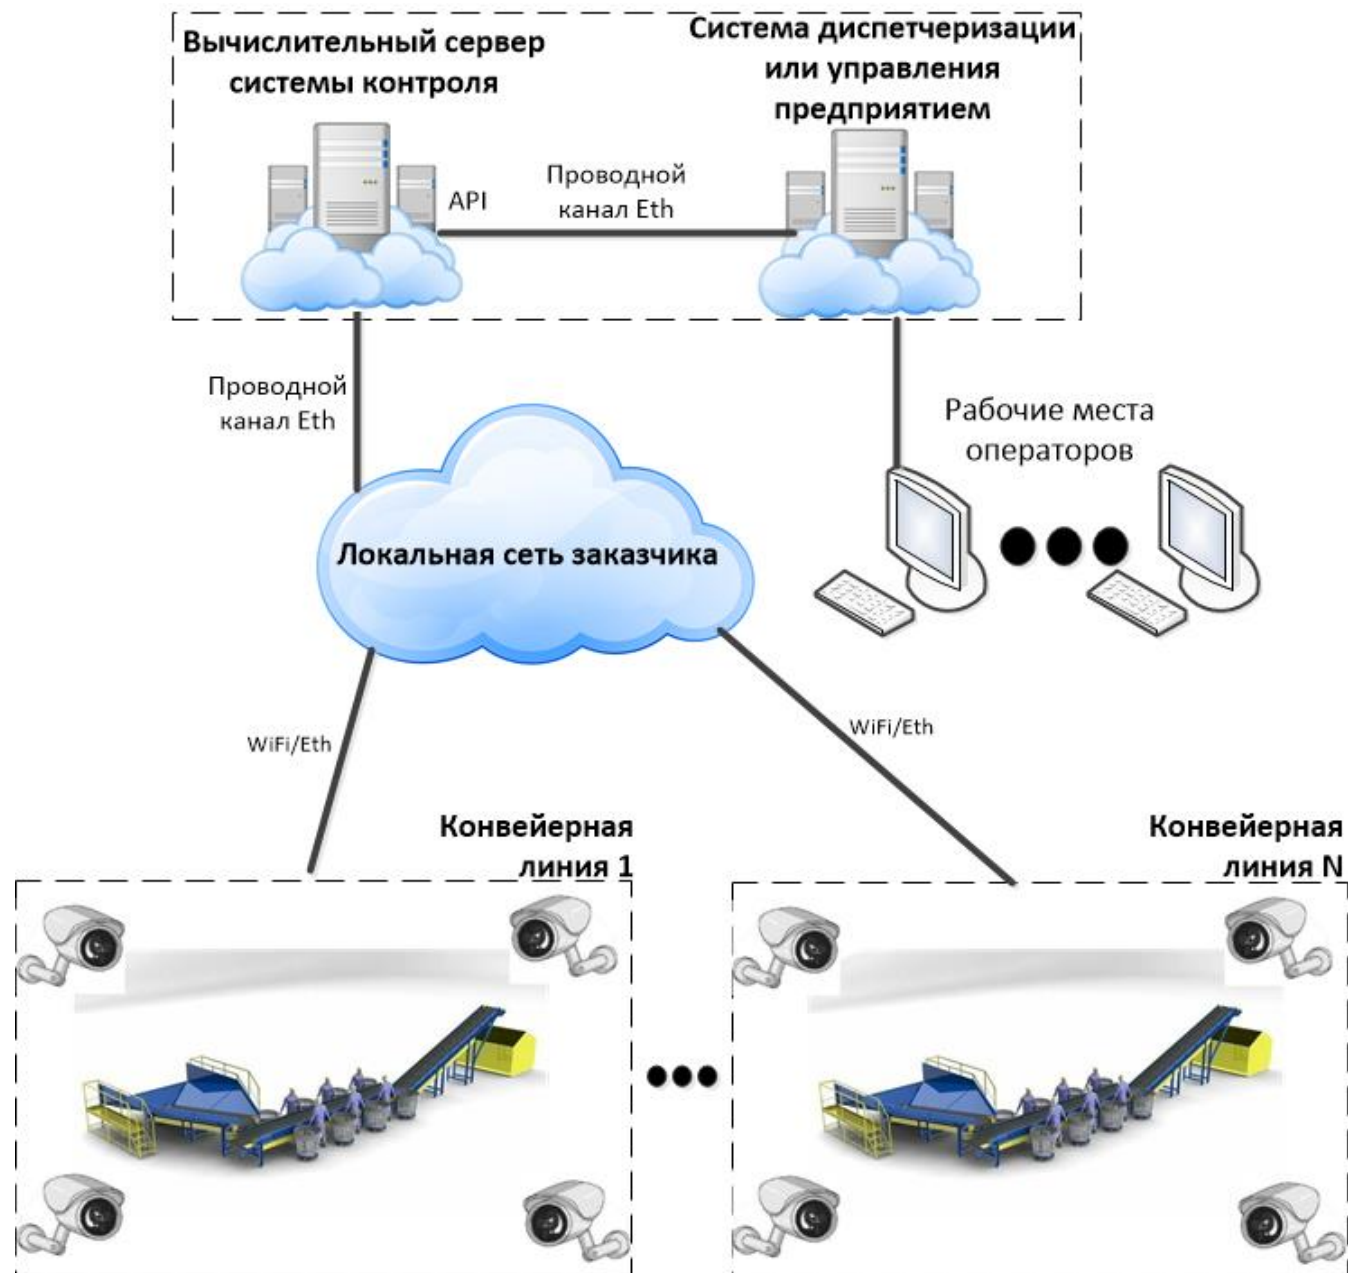 Вычислительный сервер
системы контроля
Система диспетчеризации
или управления
предприятием
API
Проводной
канал Eth
Проводной
канал Eth
Рабочие места
операторов
Локальная сеть заказчика
WiFi/Eth
WiFi/Eth
Конвейерная
линия 1
Конвейерная
линия N